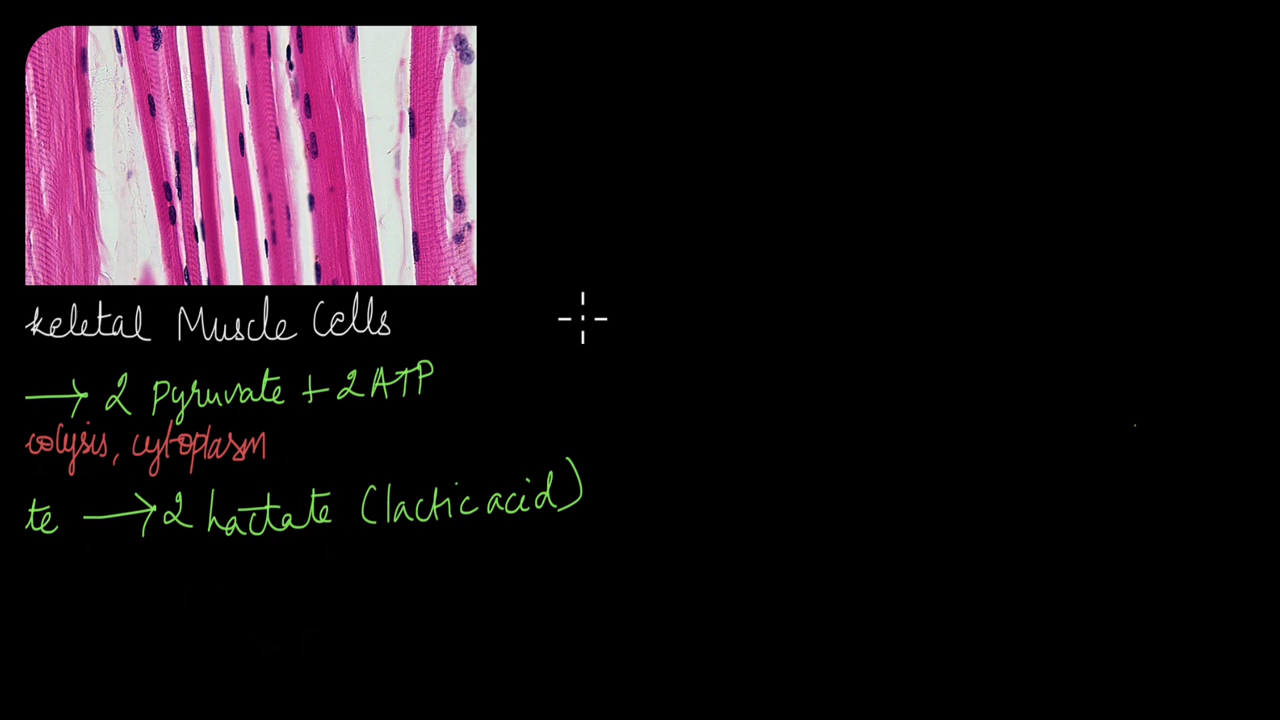 keletal Muscle Cells
→ 2 pyruvate + 2 ATP
colysis, cytoplasm
te → 2 Lactate (lactic acid)